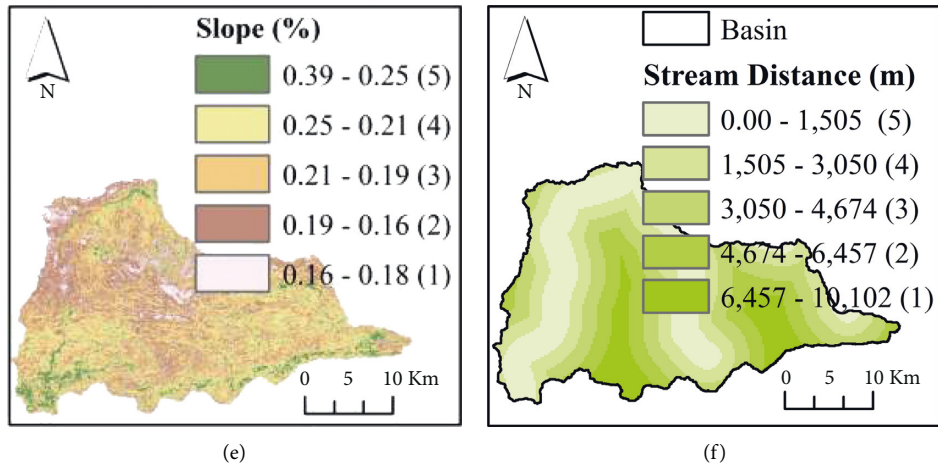 N
Slope (%)
0.39 - 0.25 (5)
0.25 - 0.21 (4)
0.21 - 0.19 (3)
0.19 - 0.16 (2)
0.16 - 0.18 (1)
0 5 10 Km
(e)
N
Basin
Stream Distance (m)
0.00 - 1,505 (5)
1,505 - 3,050 (4)
3,050 - 4,674 (3)
4,674 - 6,457 (2)
6,457 - 10,102 (1)
0 5 10 Km
(f)